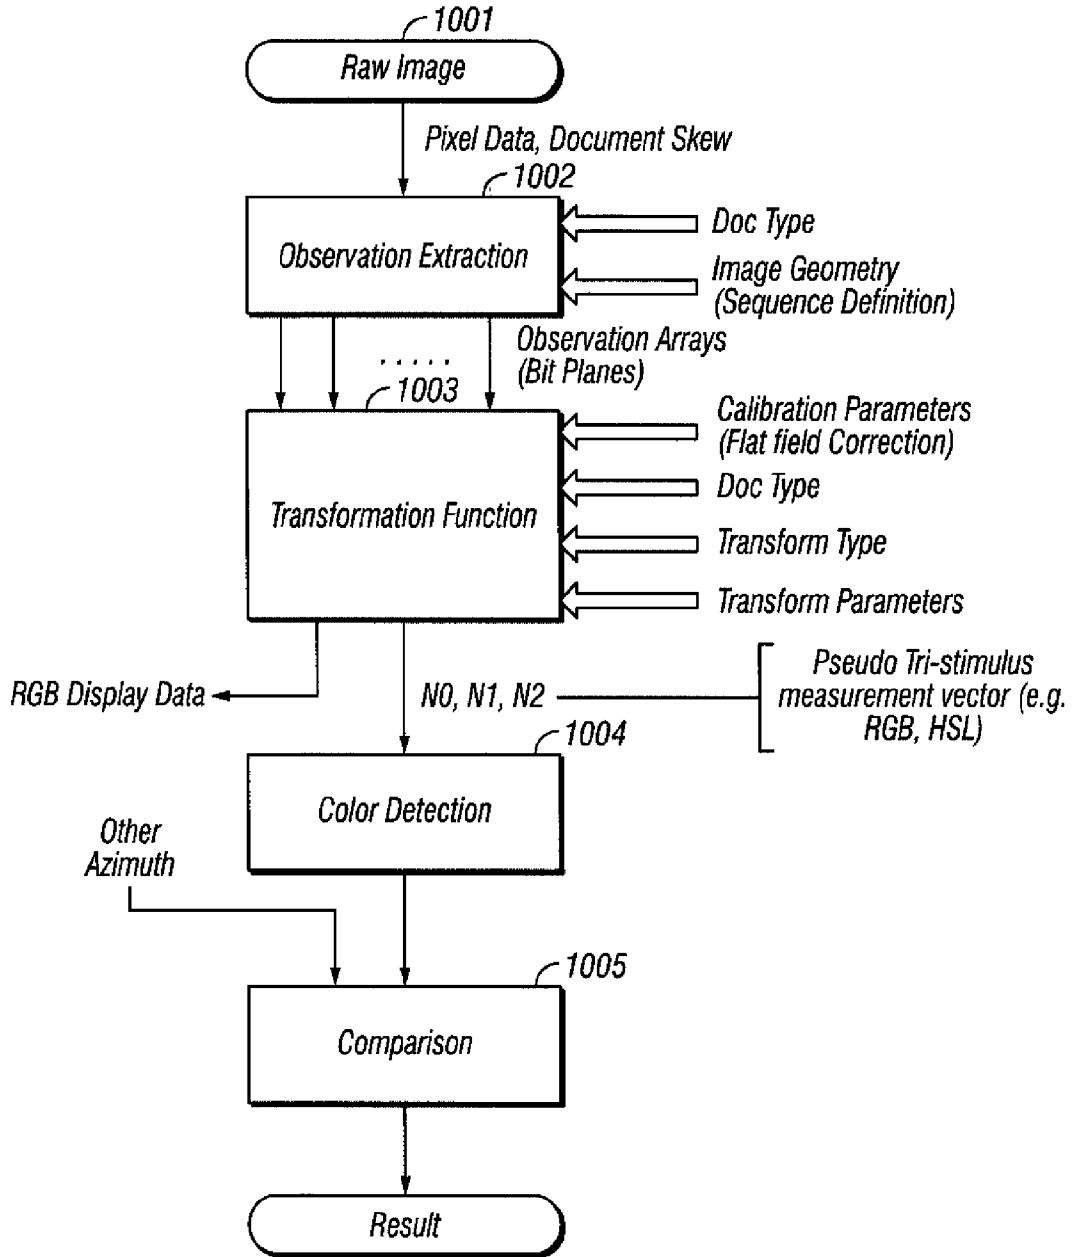 1001
Raw Image
Pixel Data, Document Skew
1002
Observation Extraction
Doc Type
Image Geometry
(Sequence Definition)
Observation Arrays
(Bit Planes)
.....
1003
Transformation Function
Calibration Parameters
(Flat field Correction)
Doc Type
Transform Type
Transform Parameters
RGB Display Data
N0, N1, N2
Pseudo Tri-stimulus
measurement vector (e.g.
RGB, HSL)
1004
Color Detection
Other
Azimuth
1005
Comparison
Result